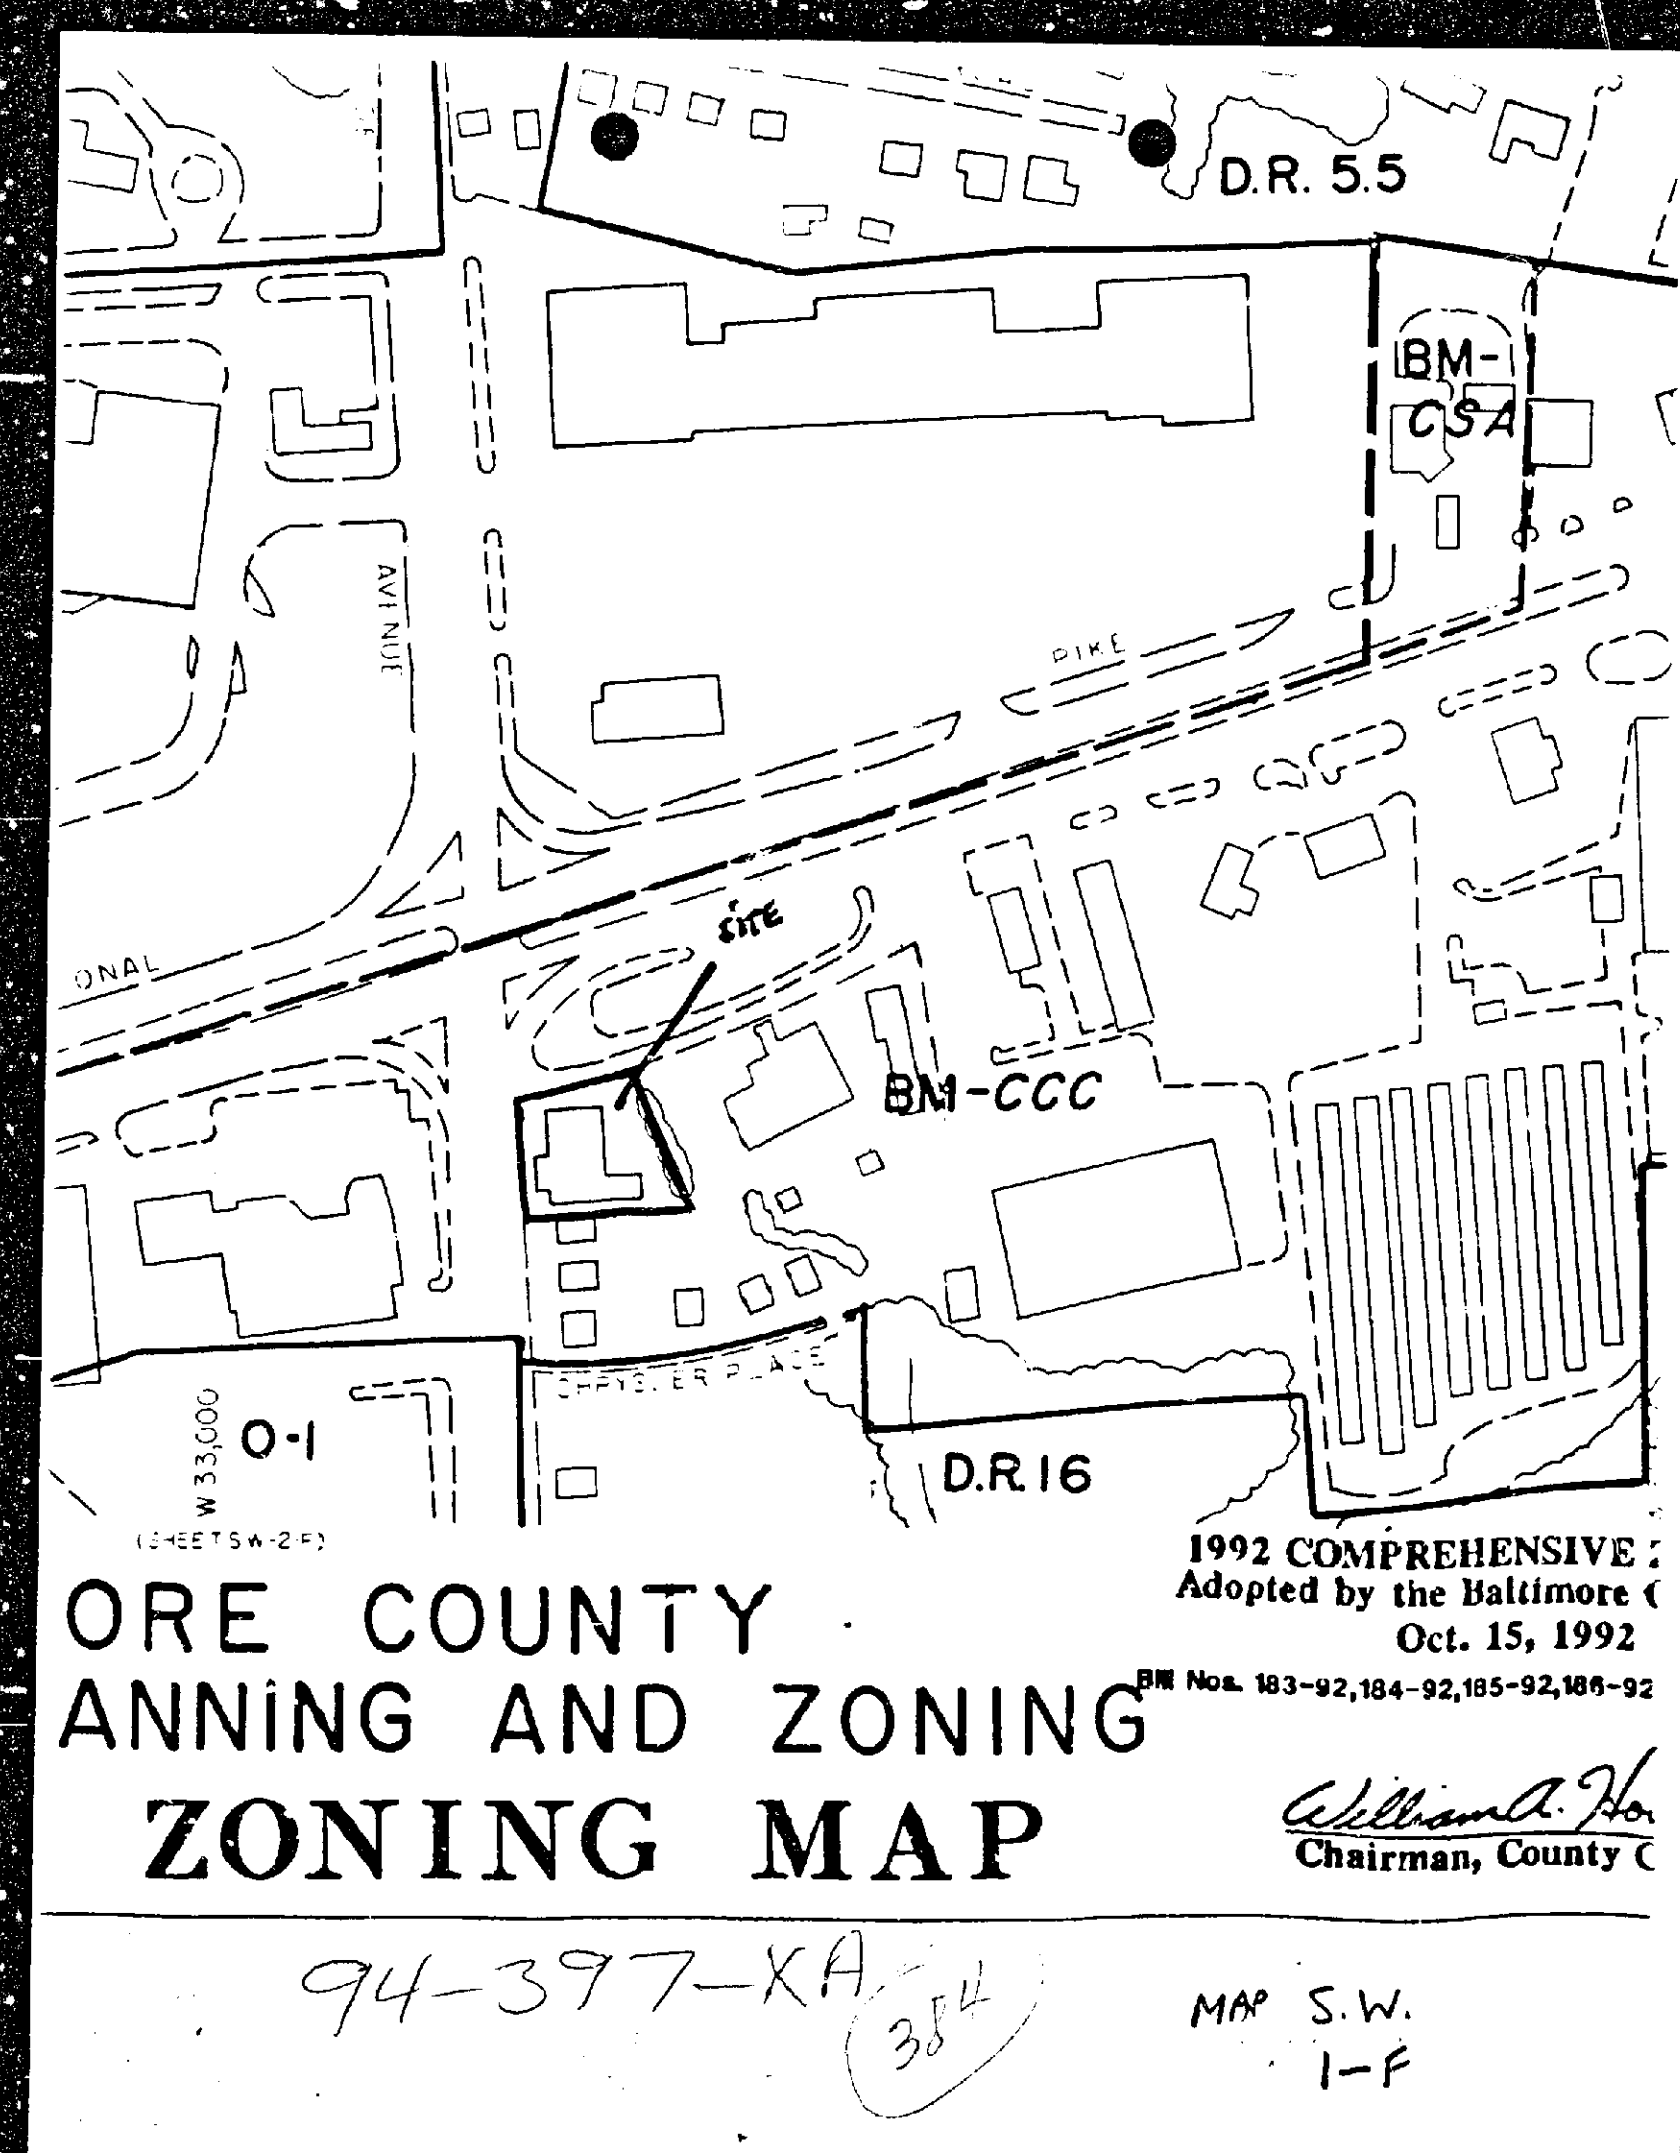 D.R. 5.5
BM-
CSA
AVENUE
PIKE
SITE
ONAL
BM-CCC
CHRYSLER PLACE
W 33,000
O-1
D.R.16
(SHEET SW-2-F)
1992 COMPREHENSIVE
Adopted by the Baltimore C
Oct. 15, 1992
Bill Nos. 183-92,184-92,185-92,186-92
ORE COUNTY
ANNING AND ZONING
ZONING MAP
William A. How
Chairman, County C
94-397-XA
384
MAP S.W.
1-F